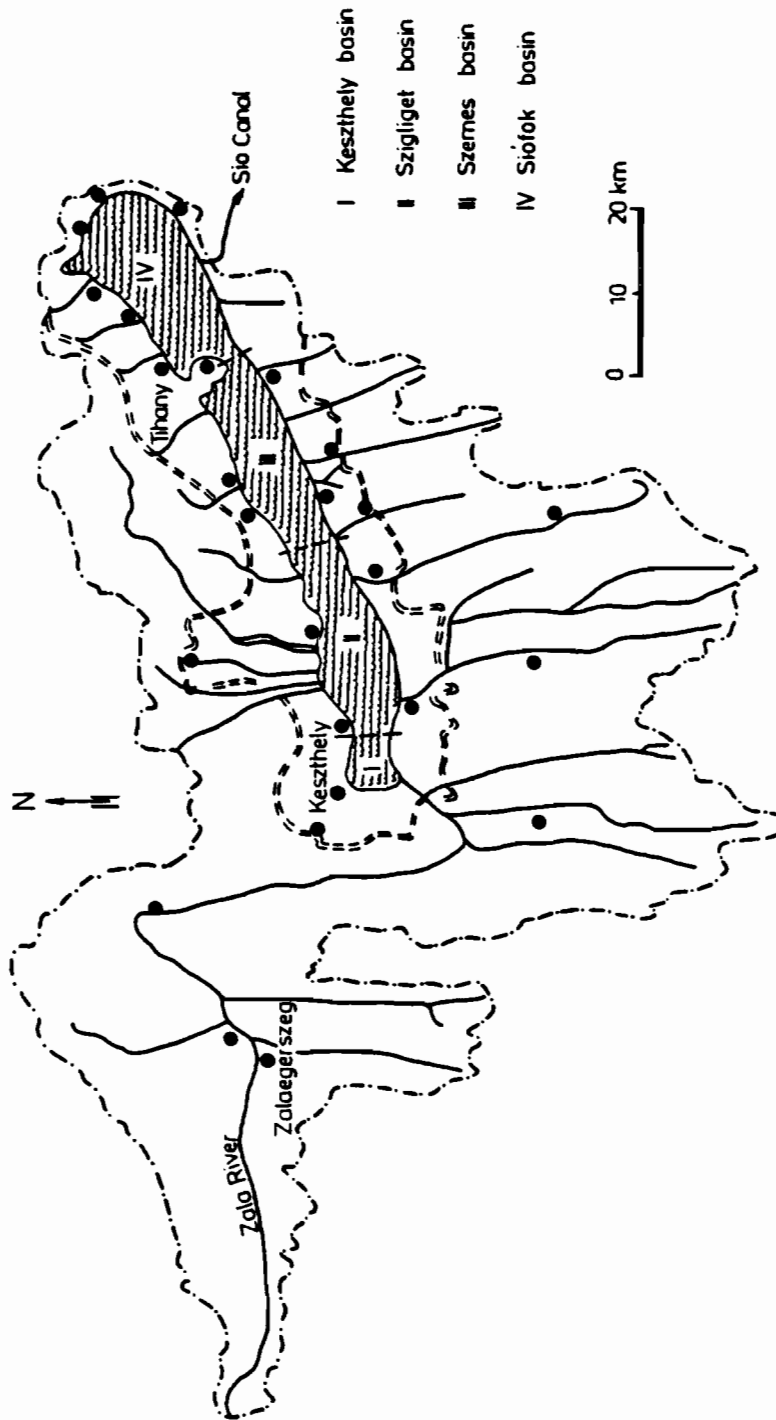 N
Zala River
Zalaegerszeg
Keszthely
Tihany
Sio Canal
I
II
III
IV
I Keszthely basin
II Szigliget basin
III Szemes basin
IV Siófok basin
0 10 20 km